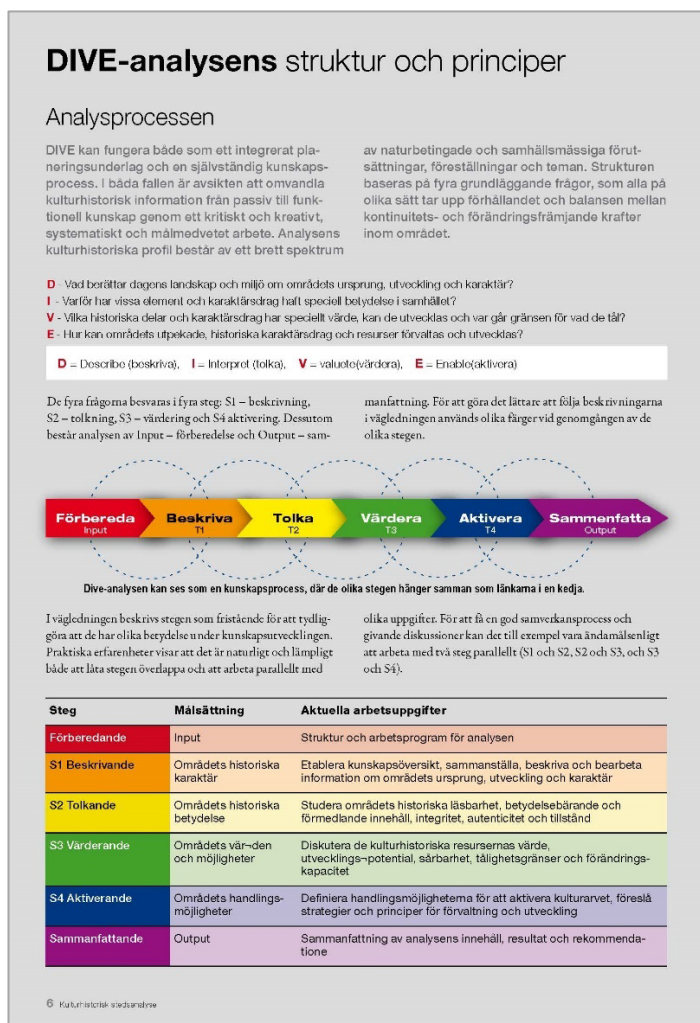 DIVE-analysens struktur och principer
Analysprocessen
DIVE kan fungera både som ett integrerat pla-
neringsunderlag och en självständig kunskaps-
process. I båda fallen är avsikten att omvandla
kulturhistorisk information från passiv till funk-
tionell kunskap genom ett kritiskt och kreativt,
systematiskt och målmedvetet arbete. Analysens
kulturhistoriska profil består av ett brett spektrum
av naturbetingade och samhällsmässiga förut-
sättningar, föreställningar och teman. Strukturen
baseras på fyra grundläggande frågor, som alla på
olika sätt tar upp förhållandet och balansen mellan
kontinuitets- och förändringsfrämjande krafter
inom området.
D - Vad berättar dagens landskap och miljö om områdets ursprung, utveckling och karaktär?
I - Varför har vissa element och karaktärsdrag haft speciell betydelse i samhället?
V - Vilka historiska delar och karaktärsdrag har speciellt värde, kan de utvecklas och var går gränsen för vad de tål?
E - Hur kan områdets utpekade, historiska karaktärsdrag och resurser förvaltas och utvecklas?
D = Describe (beskriva), I = Interpret (tolka), V = valuete(värdera), E = Enable(aktivera)
De fyra frågorna besvaras i fyra steg: S1 – beskrivning,
S2 – tolkning, S3 – värdering och S4 aktivering. Dessutom
består analysen av Input – förberedelse och Output – sam-
manfattning. För att göra det lättare att följa beskrivningarna
i vägledningen används olika färger vid genomgången av de
olika stegen.
Förbereda Beskriva Tolka Värdera Aktivera Sammenfatta
Input T1 T2 T3 T4 Output
Dive-analysen kan ses som en kunskapsprocess, där de olika stegen hänger samman som länkarna i en kedja.
I vägledningen beskrivs stegen som fristående för att tydlig-
göra att de har olika betydelse under kunskapsutvecklingen.
Praktiska erfarenheter visar att det är naturligt och lämpligt
både att låta stegen överlappa och att arbeta parallellt med
olika uppgifter. För att få en god samverkansprocess och
givande diskussioner kan det till exempel vara ändamålsenligt
att arbeta med två steg parallellt (S1 och S2, S2 och S3, och S3
och S4).
Steg Målsättning Aktuella arbetsuppgifter
Förberedande Input Struktur och arbetsprogram för analysen
S1 Beskrivande Områdets historiska Etablera kunskapsöversikt, sammanställa, beskriva och bearbeta
karaktär information om områdets ursprung, utveckling och karaktär
S2 Tolkande Områdets historiska Studera områdets historiska läsbarhet, betydelsebärande och
betydelse förmedlande innehåll, integritet, autenticitet och tillstånd
S3 Värderande Områdets vär¬den Diskutera de kulturhistoriska resursernas värde,
och möjligheter utvecklings¬potential, sårbarhet, tålighetsgränser och förändrings-
kapacitet
S4 Aktiverande Områdets handlings- Definiera handlingsmöjligheterna för att aktivera kulturarvet, föreslå
möjligheter strategier och principer för förvaltning och utveckling
Sammanfattande Output Sammanfattning av analysens innehåll, resultat och rekommenda-
tione
6 Kulturhistorisk stedsanalyse